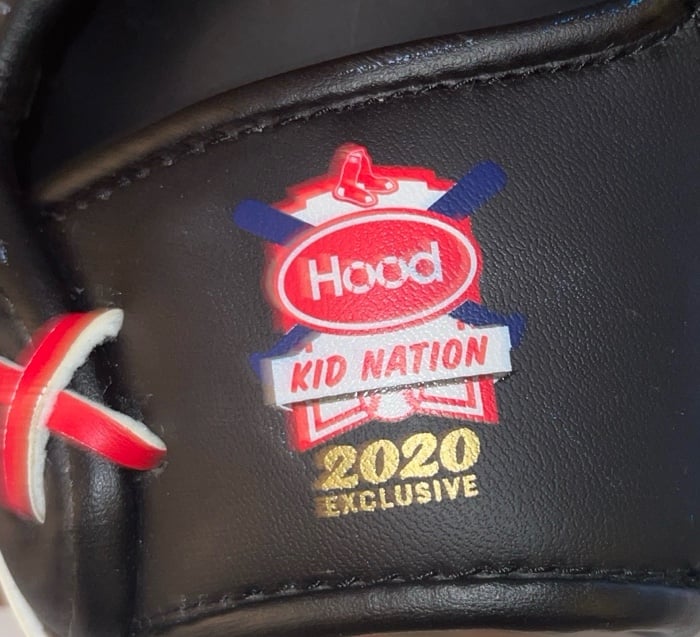 Hood
KID NATION
2020
EXCLUSIVE